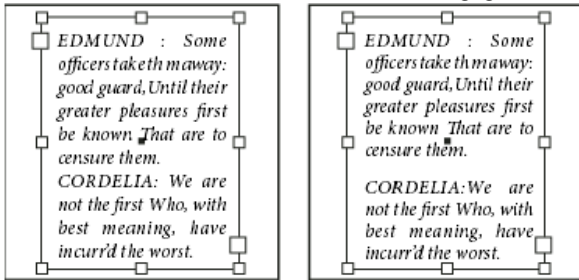 EDMUND : Some
officers take th maway:
good guard, Until their
greater pleasures first
be known That are to
censure them.
CORDELIA: We are
not the first Who, with
best meaning, have
incurr'd the worst.
EDMUND : Some
officers take th maway:
good guard, Until their
greater pleasures first
be known That are to
censure them.
CORDELIA: We are
not the first Who, with
best meaning, have
incurr'd the worst.